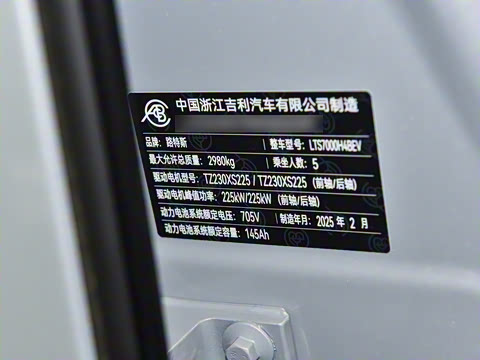 中国浙江吉利汽车有限公司制造
品牌：路特斯 整车型号：LTS7000H4BEV
最大允许总质量：2980kg 乘坐人数：5
驱动电机型号：TZ230XS225 / TZ230XS225（前轴/后轴）
驱动电机峰值功率：225kW/225kW（前轴/后轴）
动力电池系统额定电压：705V 制造年月：2025 年 2 月
动力电池系统额定容量：145Ah